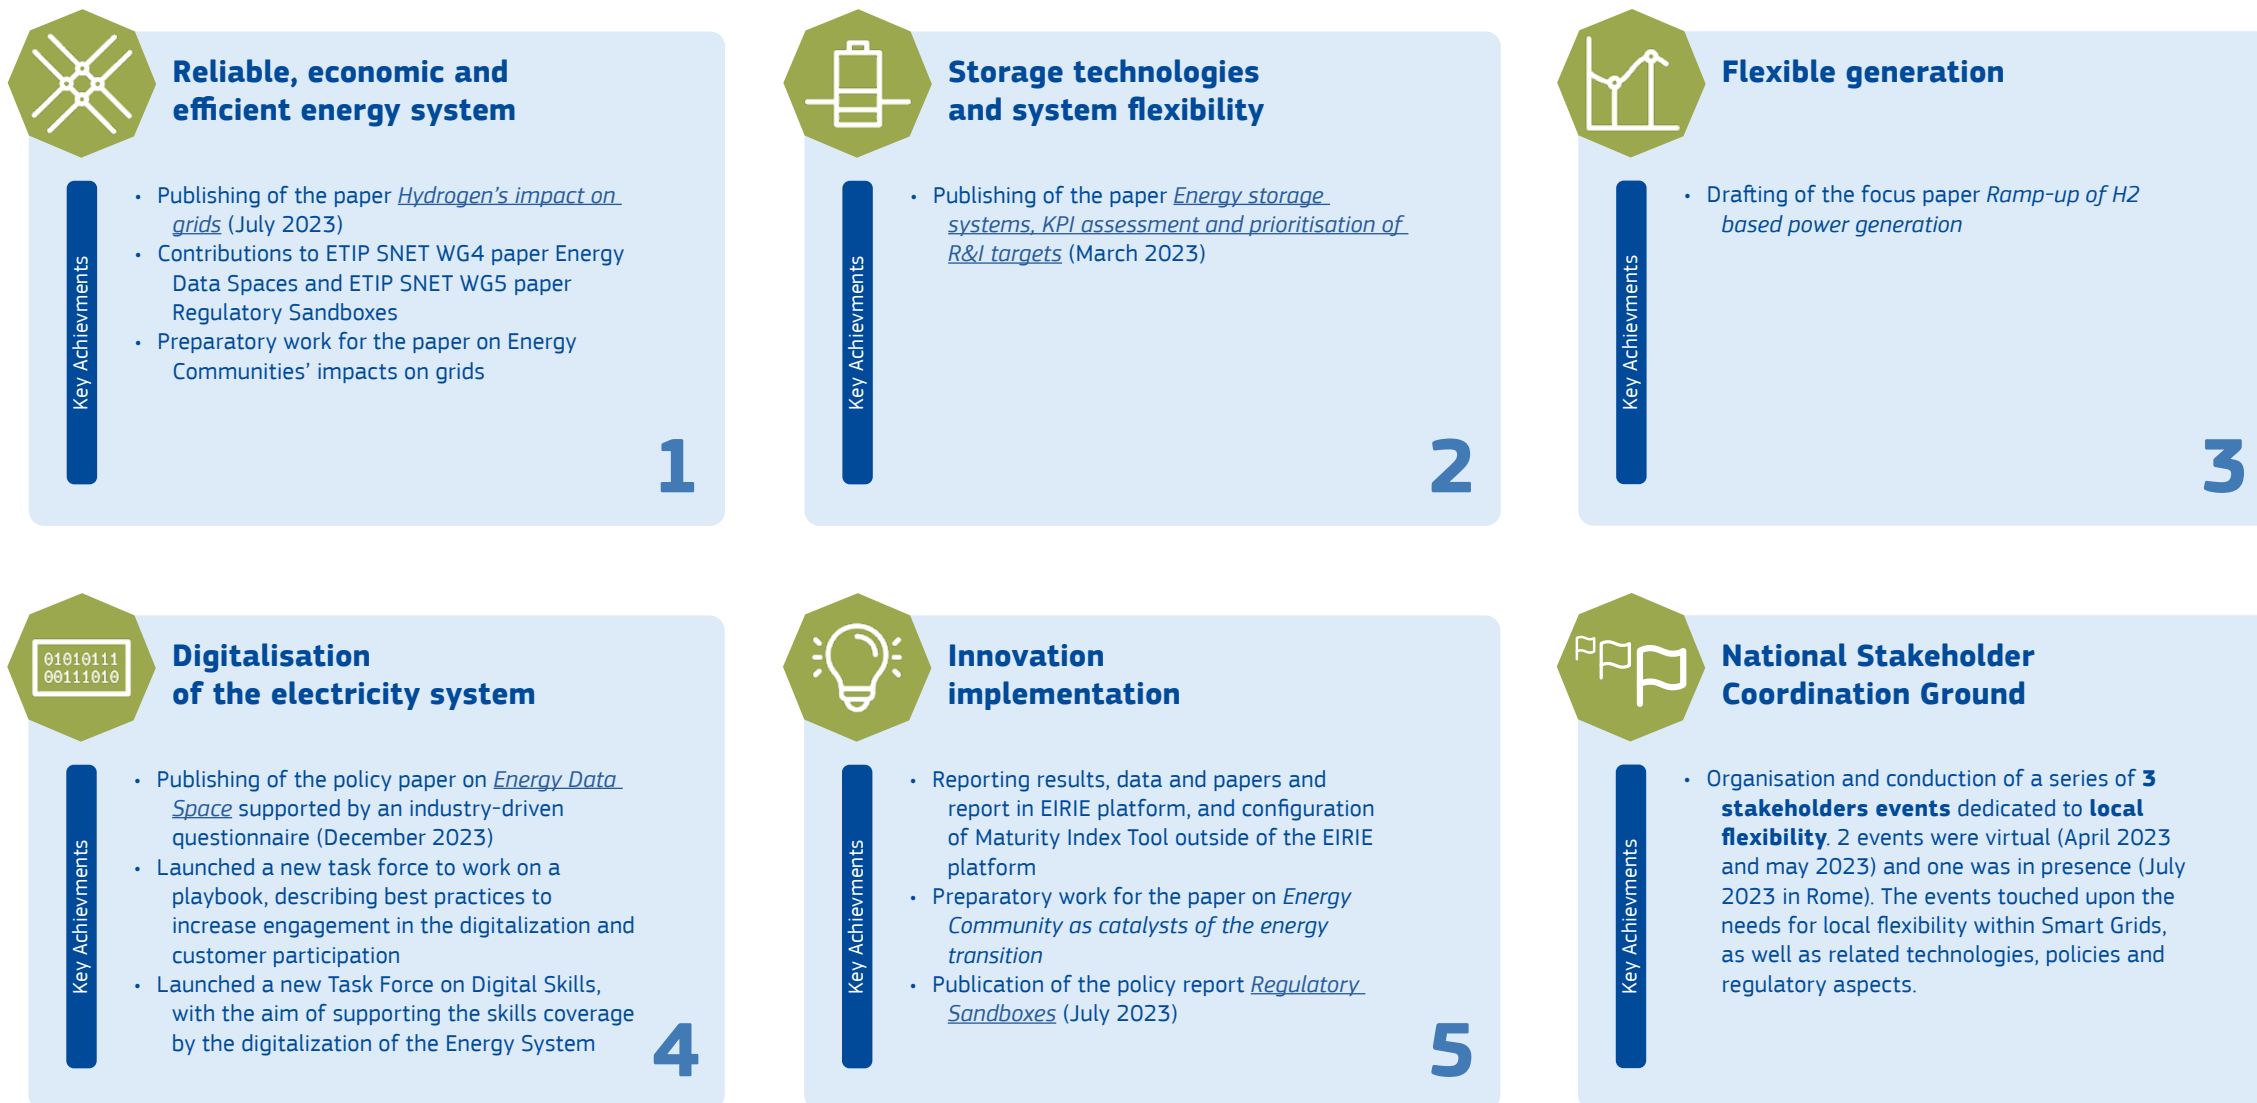 Reliable, economic and
efficient energy system
Key Achievments
• Publishing of the paper Hydrogen's impact on
grids (July 2023)
• Contributions to ETIP SNET WG4 paper Energy
Data Spaces and ETIP SNET WG5 paper
Regulatory Sandboxes
• Preparatory work for the paper on Energy
Communities' impacts on grids
1
Storage technologies
and system flexibility
Key Achievments
• Publishing of the paper Energy storage
systems, KPI assessment and prioritisation of
R&I targets (March 2023)
2
Flexible generation
Key Achievments
• Drafting of the focus paper Ramp-up of H2
based power generation
3
01010111
00111010
Digitalisation
of the electricity system
Key Achievments
• Publishing of the policy paper on Energy Data
Space supported by an industry-driven
questionnaire (December 2023)
• Launched a new task force to work on a
playbook, describing best practices to
increase engagement in the digitalization and
customer participation
• Launched a new Task Force on Digital Skills,
with the aim of supporting the skills coverage
by the digitalization of the Energy System
4
Innovation
implementation
Key Achievments
• Reporting results, data and papers and
report in EIRIE platform, and configuration
of Maturity Index Tool outside of the EIRIE
platform
• Preparatory work for the paper on Energy
Community as catalysts of the energy
transition
• Publication of the policy report Regulatory
Sandboxes (July 2023)
5
National Stakeholder
Coordination Ground
Key Achievments
• Organisation and conduction of a series of 3
stakeholders events dedicated to local
flexibility. 2 events were virtual (April 2023
and may 2023) and one was in presence (July
2023 in Rome). The events touched upon the
needs for local flexibility within Smart Grids,
as well as related technologies, policies and
regulatory aspects.